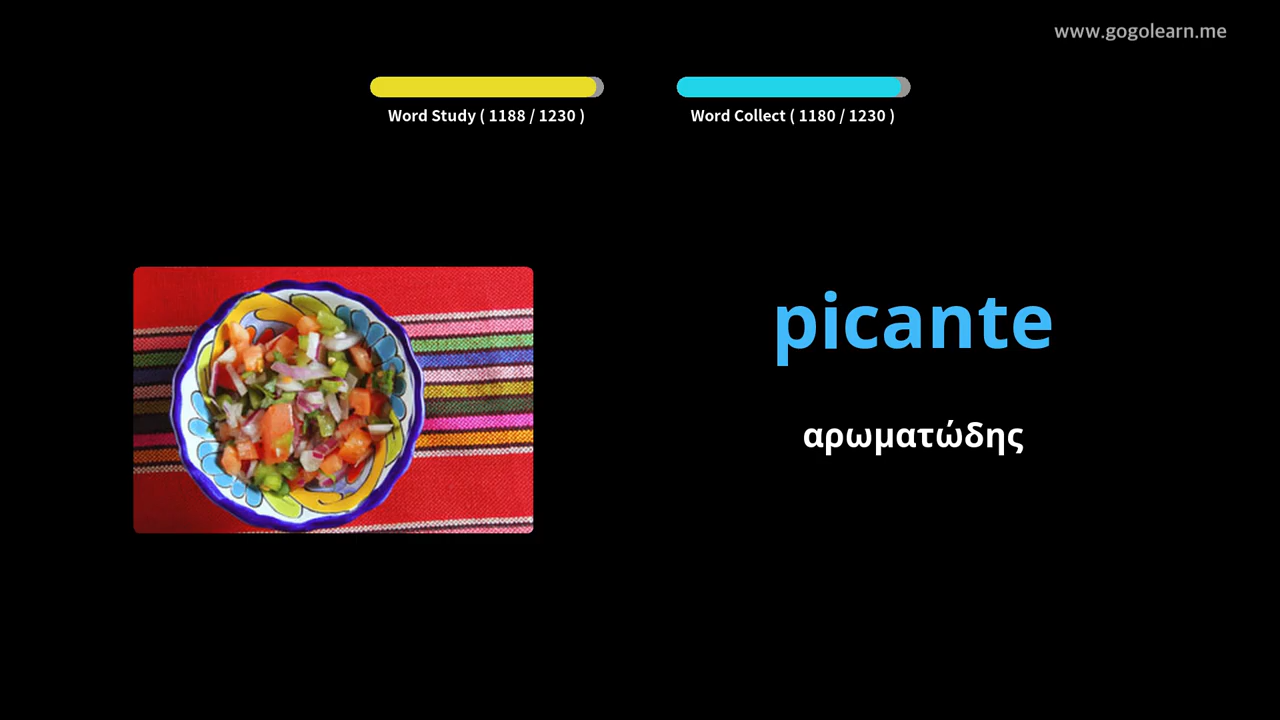 www.gogolearn.me
Word Study ( 1188 / 1230 )
Word Collect ( 1180 / 1230 )
picante
αρωματώδης